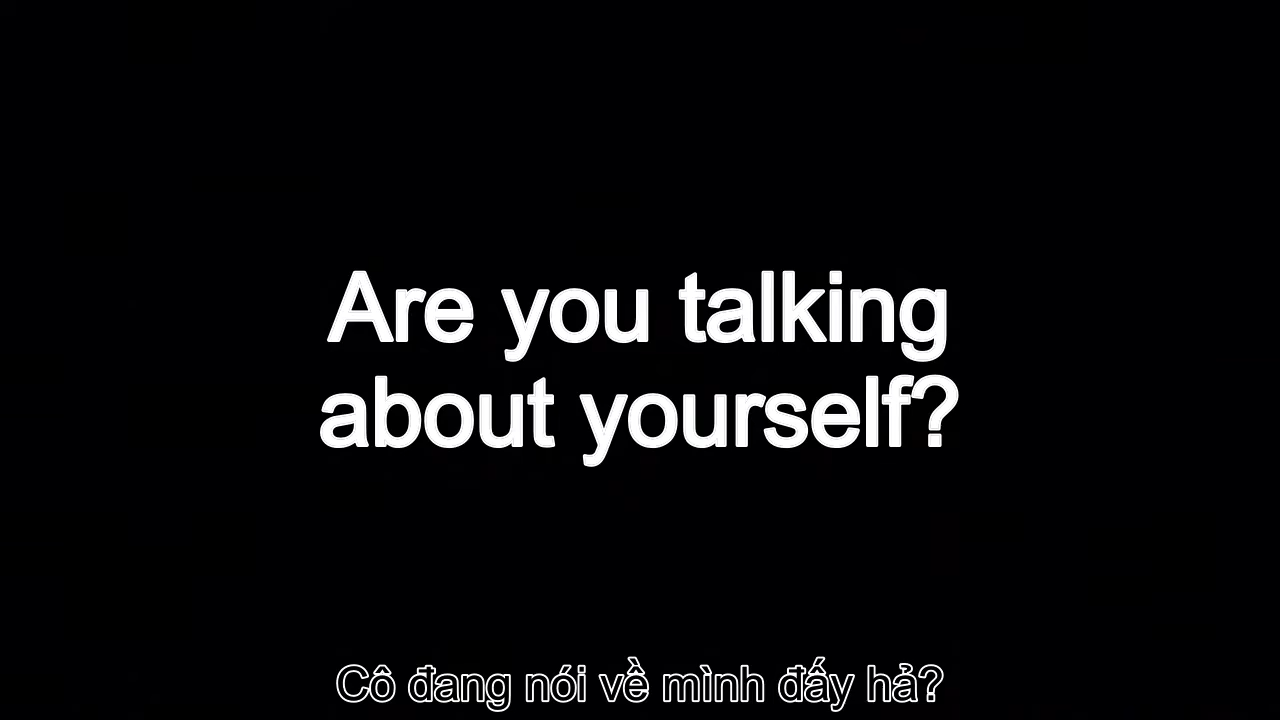 Are you talking
about yourself?
Cô đang nói về mình đấy hả?